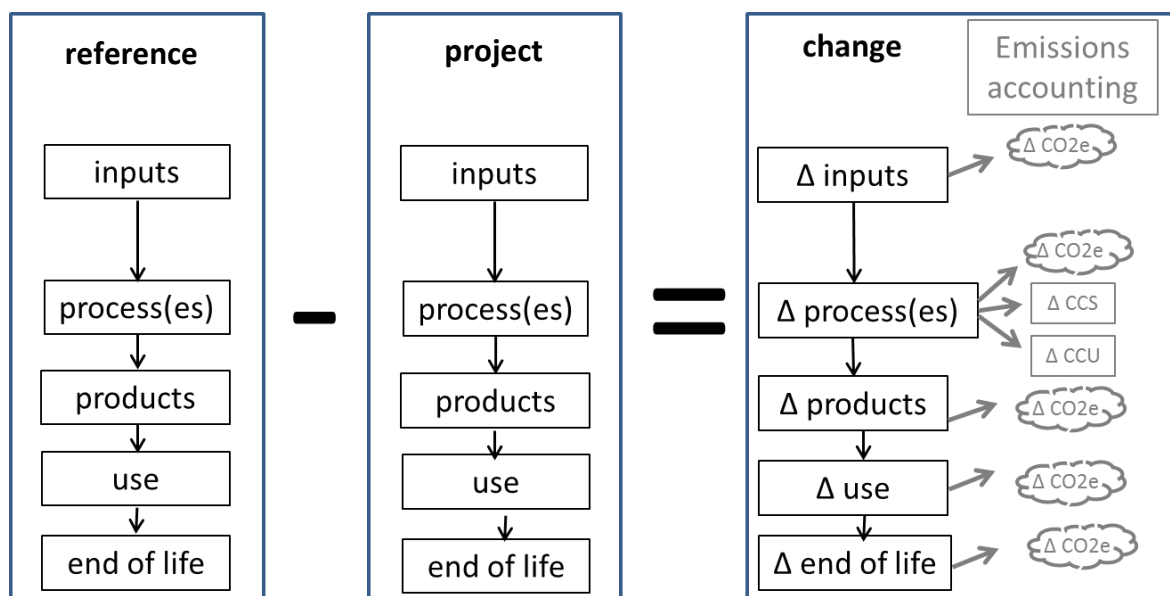 reference
inputs
process(es)
products
use
end of life
-
project
inputs
process(es)
products
use
end of life
=
change
Emissions
accounting
Δ inputs
Δ CO2e
Δ process(es)
Δ CO2e
Δ CCS
Δ CCU
Δ products
Δ CO2e
Δ use
Δ CO2e
Δ end of life
Δ CO2e